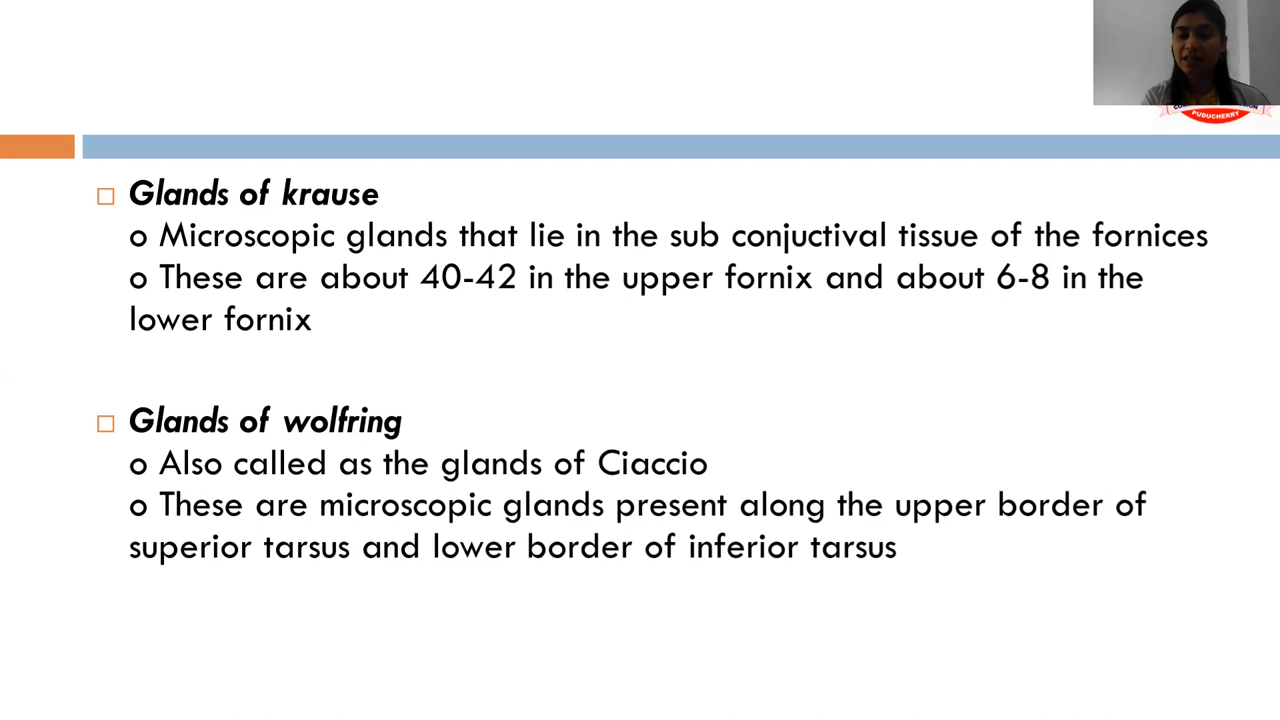 PUDUCHERRY
Glands of krause
o Microscopic glands that lie in the sub conjuctival tissue of the fornices
o These are about 40-42 in the upper fornix and about 6-8 in the
lower fornix
Glands of wolfring
o Also called as the glands of Ciaccio
o These are microscopic glands present along the upper border of
superior tarsus and lower border of inferior tarsus